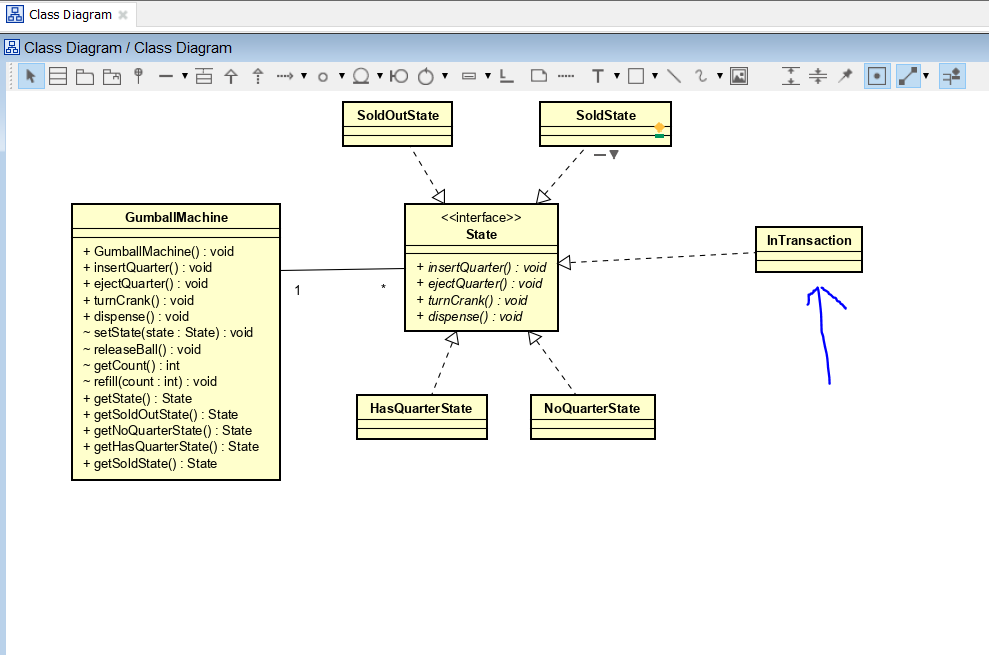 Class Diagram
Class Diagram / Class Diagram
SoldOutState
SoldState
GumballMachine
+ GumballMachine() : void
+ insertQuarter() : void
+ ejectQuarter() : void
+ turnCrank() : void
+ dispense() : void
~ setState(state : State) : void
~ releaseBall() : void
~ getCount() : int
~ refill(count : int) : void
+ getState() : State
+ getSoldOutState() : State
+ getNoQuarterState() : State
+ getHasQuarterState() : State
+ getSoldState() : State
1
*
<<interface>>
State
+ insertQuarter() : void
+ ejectQuarter() : void
+ turnCrank() : void
+ dispense() : void
InTransaction
HasQuarterState
NoQuarterState